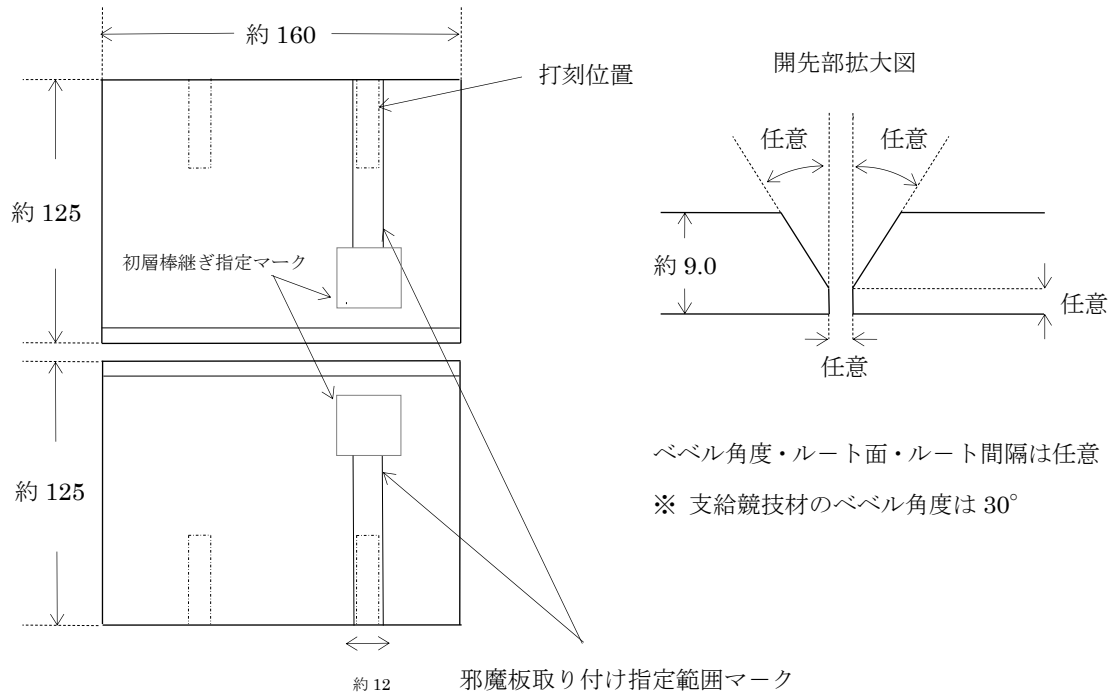 約 160
打刻位置
開先部拡大図
任意
任意
約 125
初層棒継ぎ指定マーク
約 9.0
任意
任意
ベベル角度・ルート面・ルート間隔は任意
約 125
※ 支給競技材のベベル角度は 30°
約 12
邪魔板取り付け指定範囲マーク